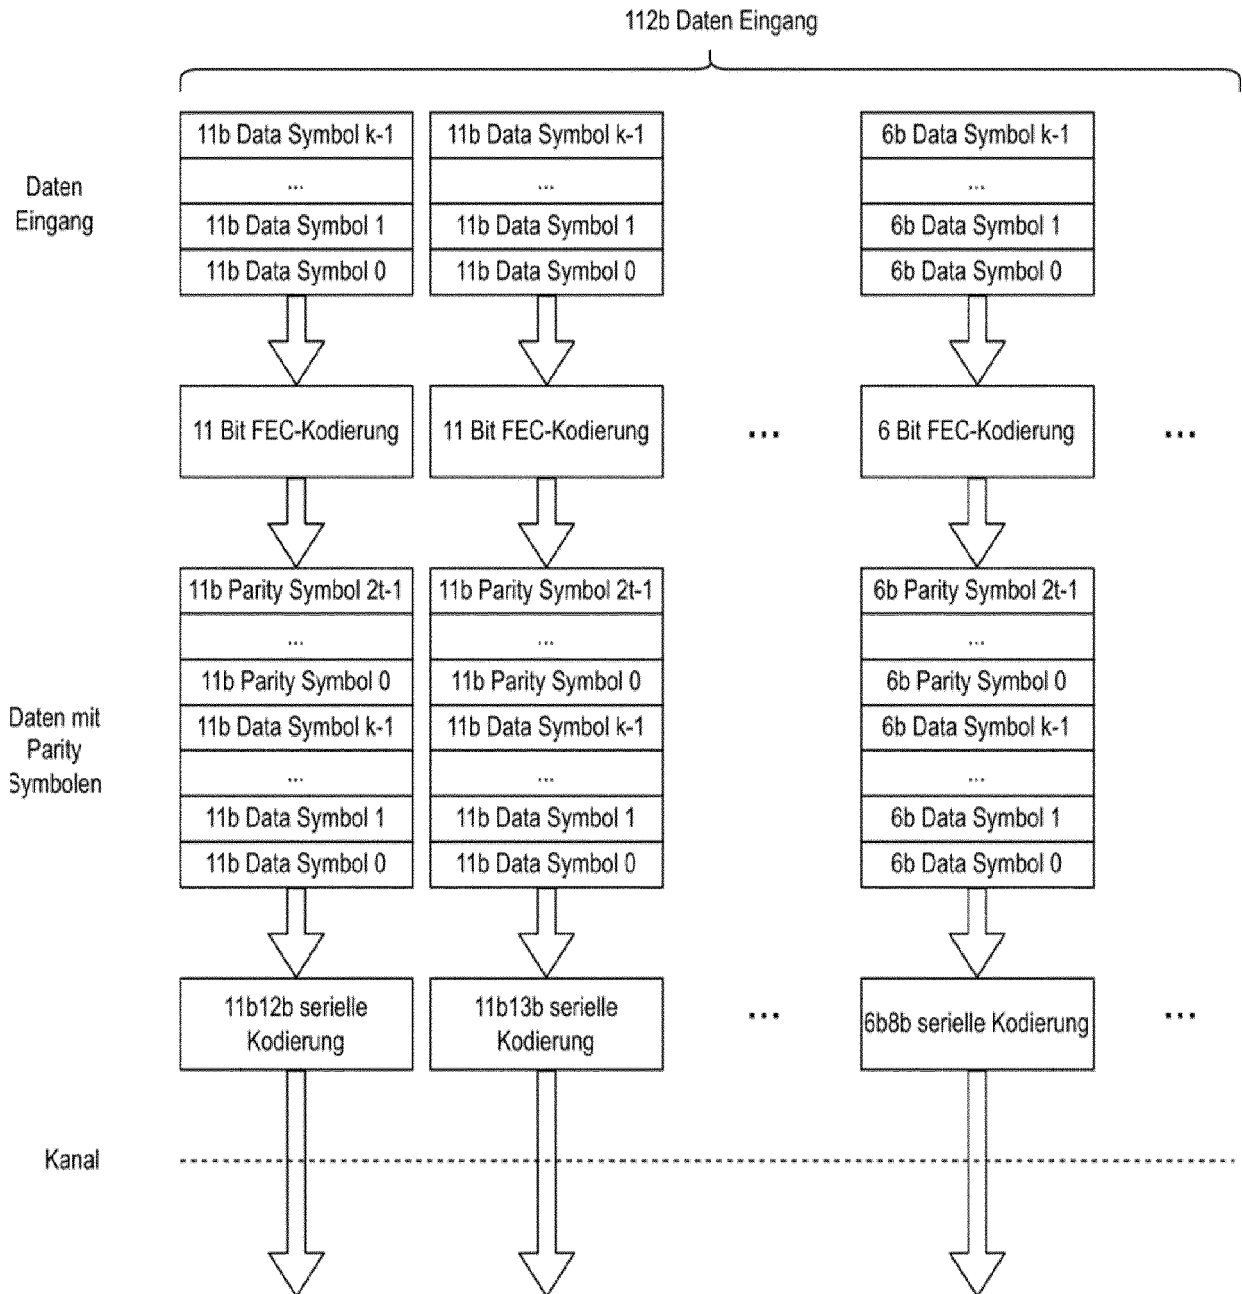 112b Daten Eingang
Daten
Eingang
11b Data Symbol k-1
...
11b Data Symbol 1
11b Data Symbol 0
11b Data Symbol k-1
...
11b Data Symbol 1
11b Data Symbol 0
6b Data Symbol k-1
...
6b Data Symbol 1
6b Data Symbol 0
11 Bit FEC-Kodierung
11 Bit FEC-Kodierung
...
6 Bit FEC-Kodierung
...
Daten mit
Parity
Symbolen
11b Parity Symbol 2t-1
...
11b Parity Symbol 0
11b Data Symbol k-1
...
11b Data Symbol 1
11b Data Symbol 0
11b Parity Symbol 2t-1
...
11b Parity Symbol 0
11b Data Symbol k-1
...
11b Data Symbol 1
11b Data Symbol 0
6b Parity Symbol 2t-1
...
6b Parity Symbol 0
6b Data Symbol k-1
...
6b Data Symbol 1
6b Data Symbol 0
11b12b serielle
Kodierung
11b13b serielle
Kodierung
...
6b8b serielle Kodierung
...
Kanal